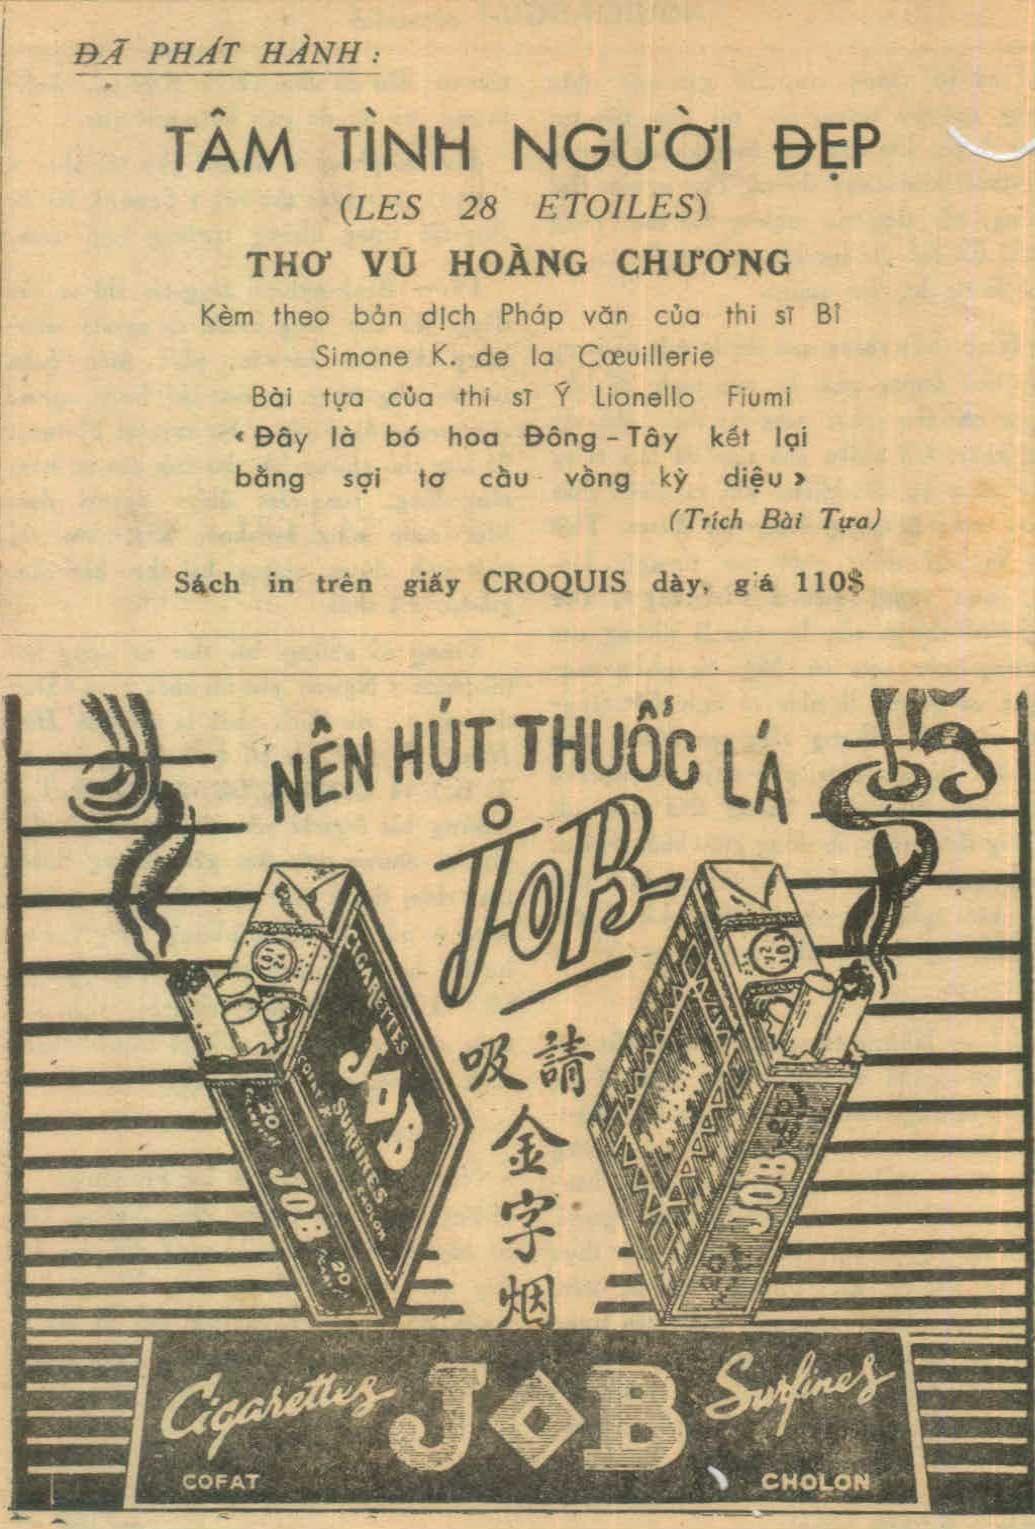 ĐÃ PHÁT HÀNH :
TÂM TÌNH NGƯỜI ĐẸP
(LES 28 ETOILES)
THƠ VŨ HOÀNG CHƯƠNG
Kèm theo bản dịch Pháp văn của thi sĩ Bỉ
Simone K. de la Cœuillerie
Bài tựa của thi sĩ Ý Lionello Fiumi
« Đây là bó hoa Đông - Tây kết lại
bằng sợi tơ cầu vồng kỳ diệu »
(Trích Bài Tựa)
Sách in trên giấy CROQUIS dày, giá 110$
NÊN HÚT THUỐC LÁ
JOB
請吸
金
字
烟
CIGARETTES
JOB
SURFINES
COFAT
CHOLON
20
JOB
20
JOB
20
Cigarettes JOB Surfines
COFAT CHOLON